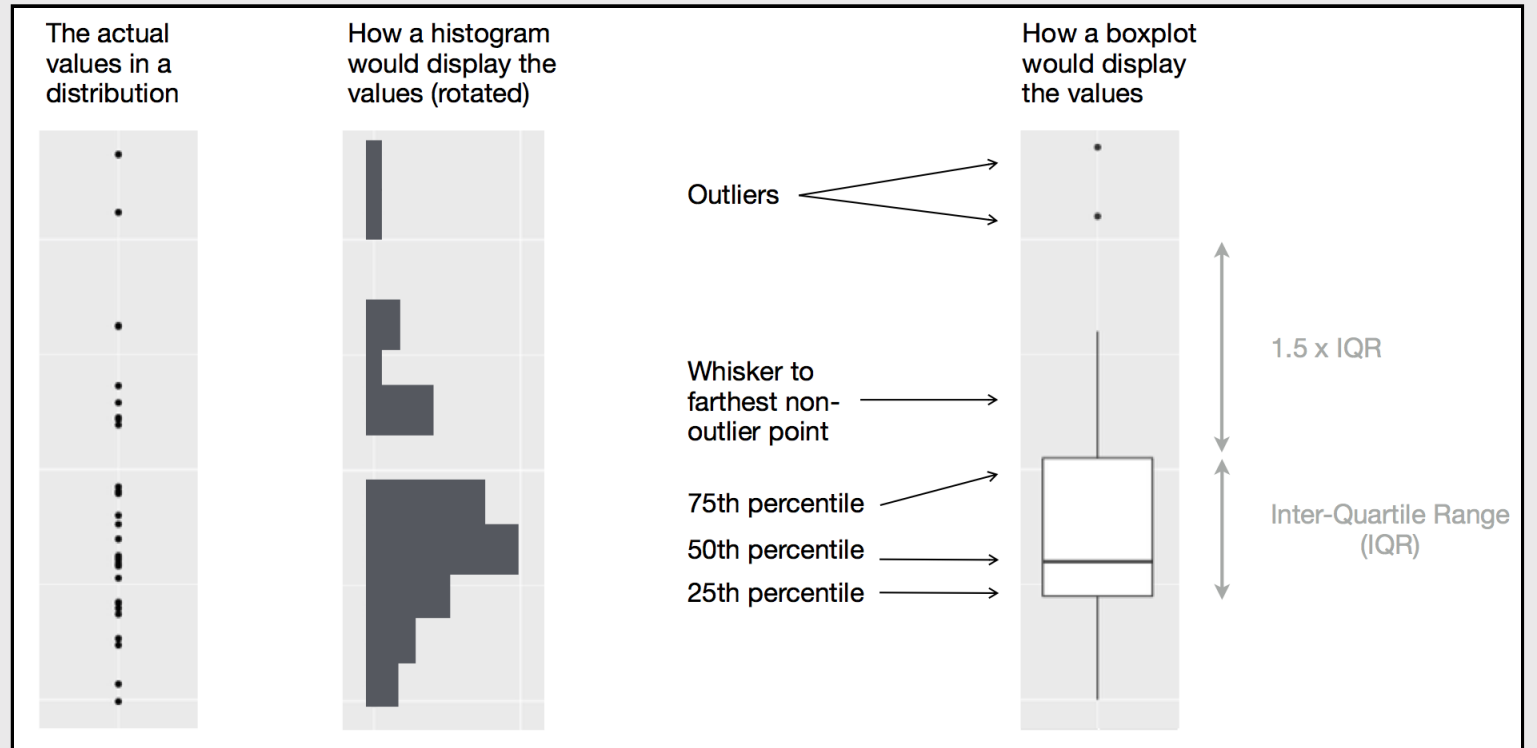 The actual
values in a
distribution
How a histogram
would display the
values (rotated)
How a boxplot
would display
the values
Outliers
1.5 x IQR
Whisker to
farthest non-
outlier point
75th percentile
50th percentile
25th percentile
Inter-Quartile Range
(IQR)